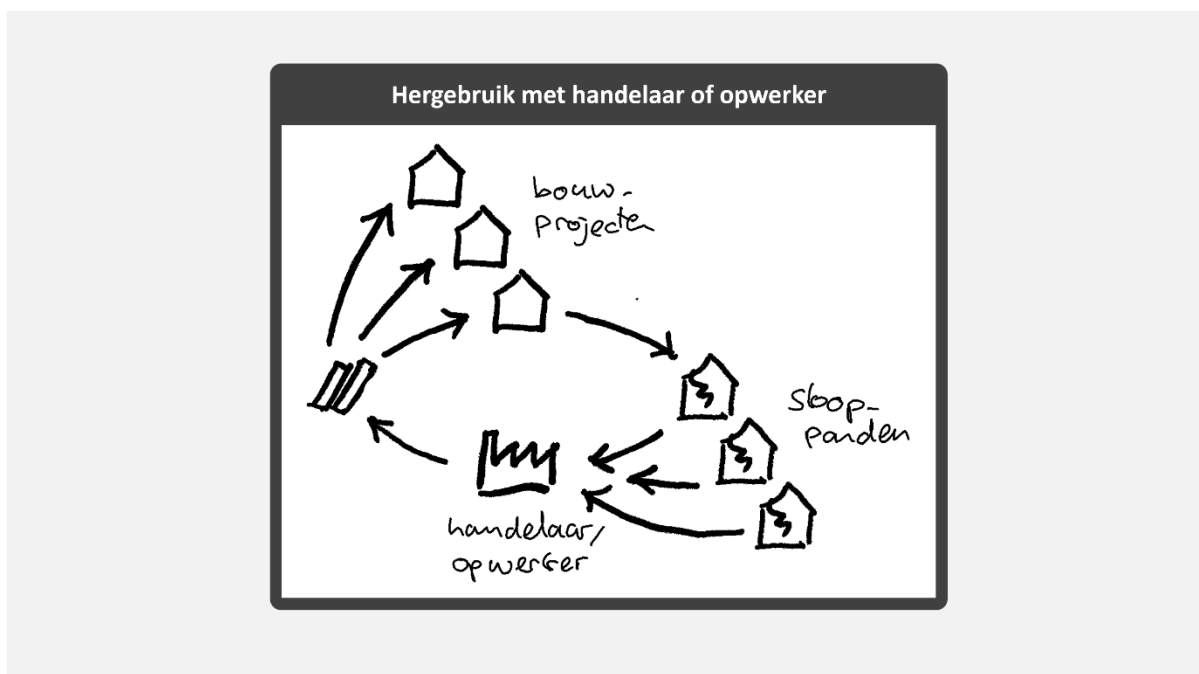 Hergebruik met handelaar of opwerker
bouw-
projecten
sloop-
panden
handelaar/
opwerker